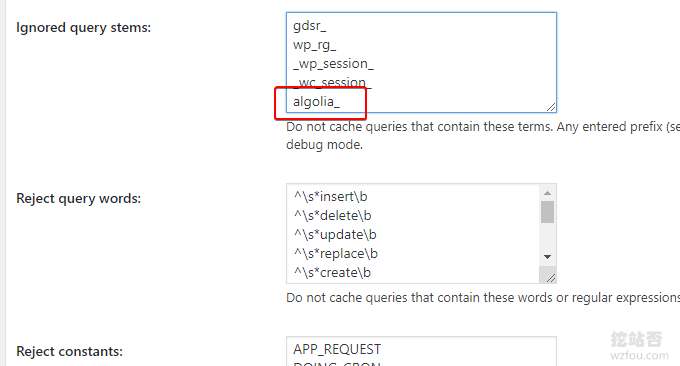 Ignored query stems:
gdsr_
wp_rg_
_wp_session_
_wc_session_
algolia_
Do not cache queries that contain these terms. Any entered prefix (se
debug mode.
Reject query words:
^\s*insert\b
^\s*delete\b
^\s*update\b
^\s*replace\b
^\s*create\b
Do not cache queries that contain these words or regular expressions
Reject constants:
APP_REQUEST
DOING_CRON
挖站否
wzfou.com